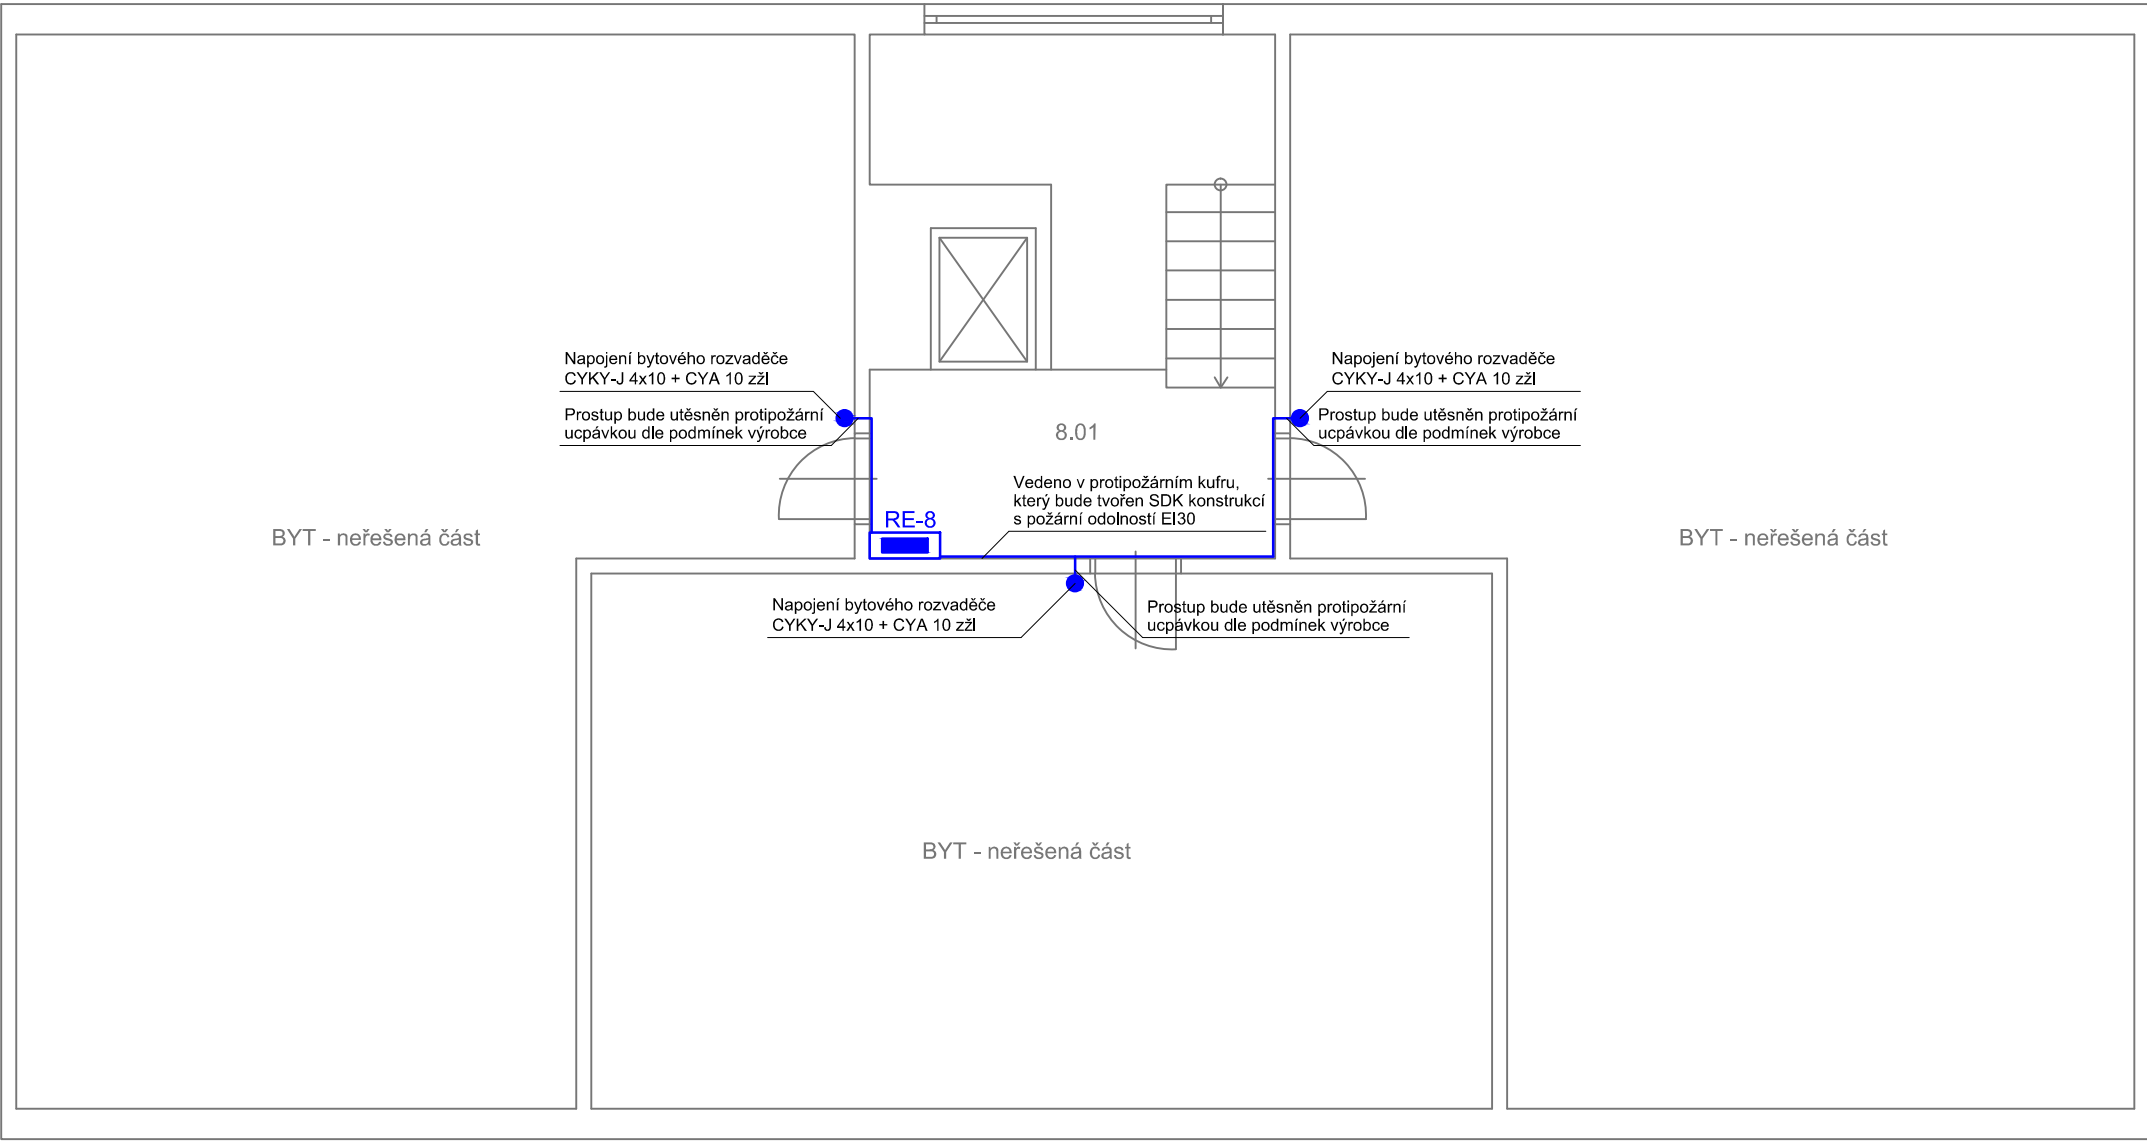 Napojení bytového rozvaděče
CYKY-J 4x10 + CYA 10 zžl
Prostup bude utěsněn protipožární
ucpávkou dle podmínek výrobce
Napojení bytového rozvaděče
CYKY-J 4x10 + CYA 10 zžl
Prostup bude utěsněn protipožární
ucpávkou dle podmínek výrobce
8.01
Vedeno v protipožárním kufru,
který bude tvořen SDK konstrukcí
s požární odolností EI30
RE-8
BYT - neřešená část
BYT - neřešená část
Napojení bytového rozvaděče
CYKY-J 4x10 + CYA 10 zžl
Prostup bude utěsněn protipožární
ucpávkou dle podmínek výrobce
BYT - neřešená část